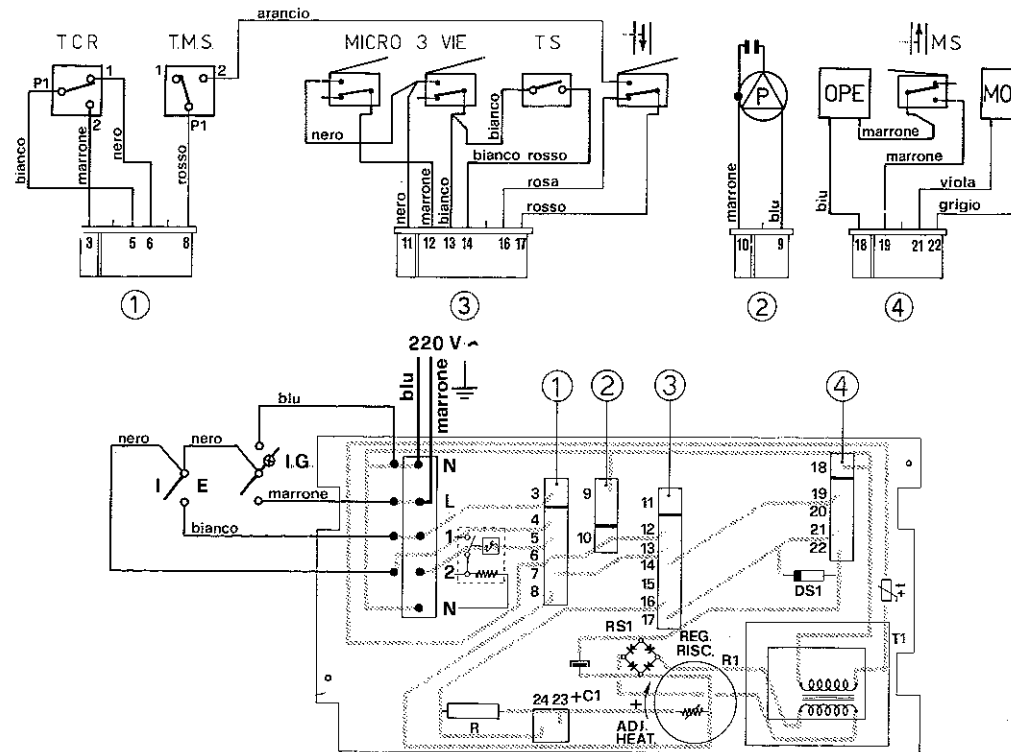 arancio
TCR
T.M.S.
MICRO 3 VIE
TS
MS
P1
1
2
1
2
P1
P
OPE
MO
bianco
marrone
nero
rosso
nero
bianco
bianco rosso
nero
marrone
bianco
rosa
rosso
marrone
blu
marrone
marrone
blu
viola
grigio
3 5 6 8
11 12 13 14 16 17
10 9
18 19 21 22
1
3
2
4
220 V ~
blu
marrone
blu
nero
nero
I E
I.G
marrone
bianco
N
L
1
2
N
1
2
3
4
3
4
5
6
7
8
9
10
11
12
13
14
15
16
17
18
19
20
21
22
DS1
+t
RS1
REG.
RISC.
R1
T1
24 23
+C1
R
+
ADJ.
HEAT.